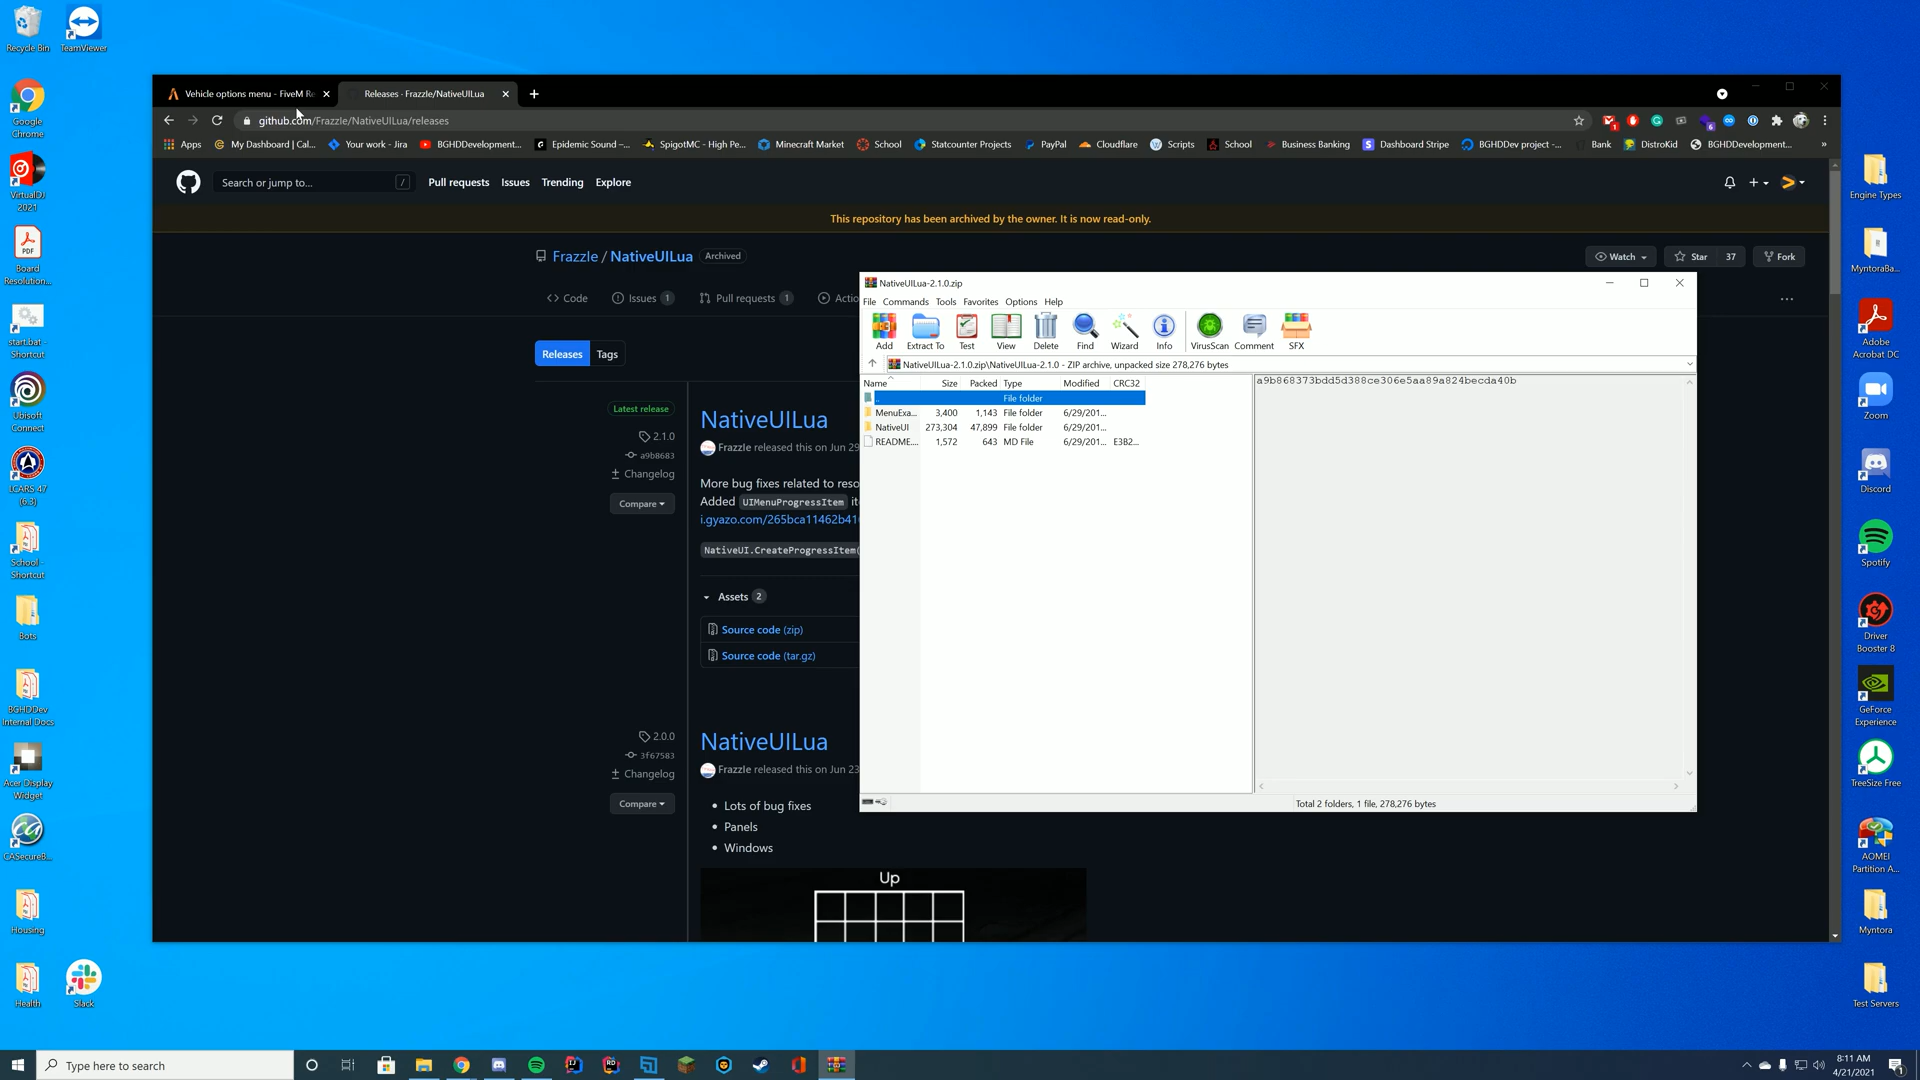 Recycle Bin
TeamViewer
Google Chrome
VirtualDJ 2021
Board Resolution...
start.bat - Shortcut
Ubisoft Connect
LCARS 47 (6.3)
School - Shortcut
Bots
BGHDDev Internal Docs
Acer Display Widget
CASecureB...
Housing
Health
Slack
Vehicle options menu - FiveM Re
Releases · Frazzle/NativeUILua
github.com/Frazzle/NativeUILua/releases
Apps
My Dashboard | Cal...
Your work - Jira
BGHDDevelopment...
Epidemic Sound –...
SpigotMC - High Pe...
Minecraft Market
School
Statcounter Projects
PayPal
Cloudflare
Scripts
School
Business Banking
Dashboard Stripe
BGHDDev project -...
Bank
DistroKid
BGHDDevelopment...
»
Search or jump to...
/
Pull requests
Issues
Trending
Explore
This repository has been archived by the owner. It is now read-only.
Frazzle / NativeUILua
Archived
Watch
Star 37
Fork
Code
Issues 1
Pull requests 1
Actio
Releases
Tags
Latest release
2.1.0
a9b8683
Changelog
Compare
NativeUILua
Frazzle released this on Jun 29
More bug fixes related to reso
Added UIMenuProgressItem it
i.gyazo.com/265bca11462b41
NativeUI.CreateProgressItem(
Assets 2
Source code (zip)
Source code (tar.gz)
2.0.0
3f67583
Changelog
Compare
NativeUILua
Frazzle released this on Jun 23
• Lots of bug fixes
• Panels
• Windows
Up
NativeUILua-2.1.0.zip
File Commands Tools Favorites Options Help
Add
Extract To
Test
View
Delete
Find
Wizard
Info
VirusScan
Comment
SFX
NativeUILua-2.1.0.zip\NativeUILua-2.1.0 - ZIP archive, unpacked size 278,276 bytes
Name Size Packed Type Modified CRC32
.. File folder
MenuExa... 3,400 1,143 File folder 6/29/201...
NativeUI 273,304 47,899 File folder 6/29/201...
README.... 1,572 643 MD File 6/29/201... E3B2...
a9b868373bdd5d388ce306e5aa89a824becda40b
Total 2 folders, 1 file, 278,276 bytes
Engine Types
MyntoraBa...
Adobe Acrobat DC
Zoom
Discord
Spotify
Driver Booster 8
GeForce Experience
TreeSize Free
AOMEI Partition A...
Myntora
Test Servers
Type here to search
8:11 AM
4/21/2021